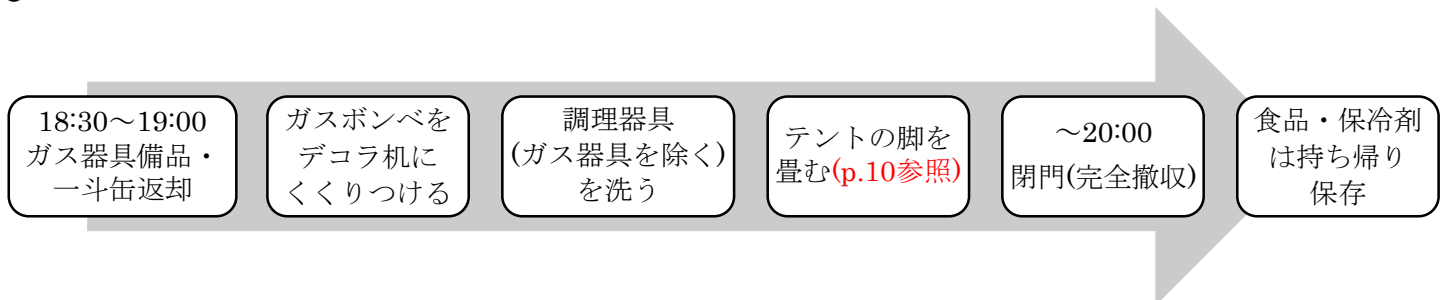 18:30～19:00
ガス器具備品・
一斗缶返却
ガスボンベを
デコラ机に
くくりつける
調理器具
(ガス器具を除く)
を洗う
テントの脚を
畳む(p.10参照)
～20:00
閉門(完全撤収)
食品・保冷剤
は持ち帰り
保存